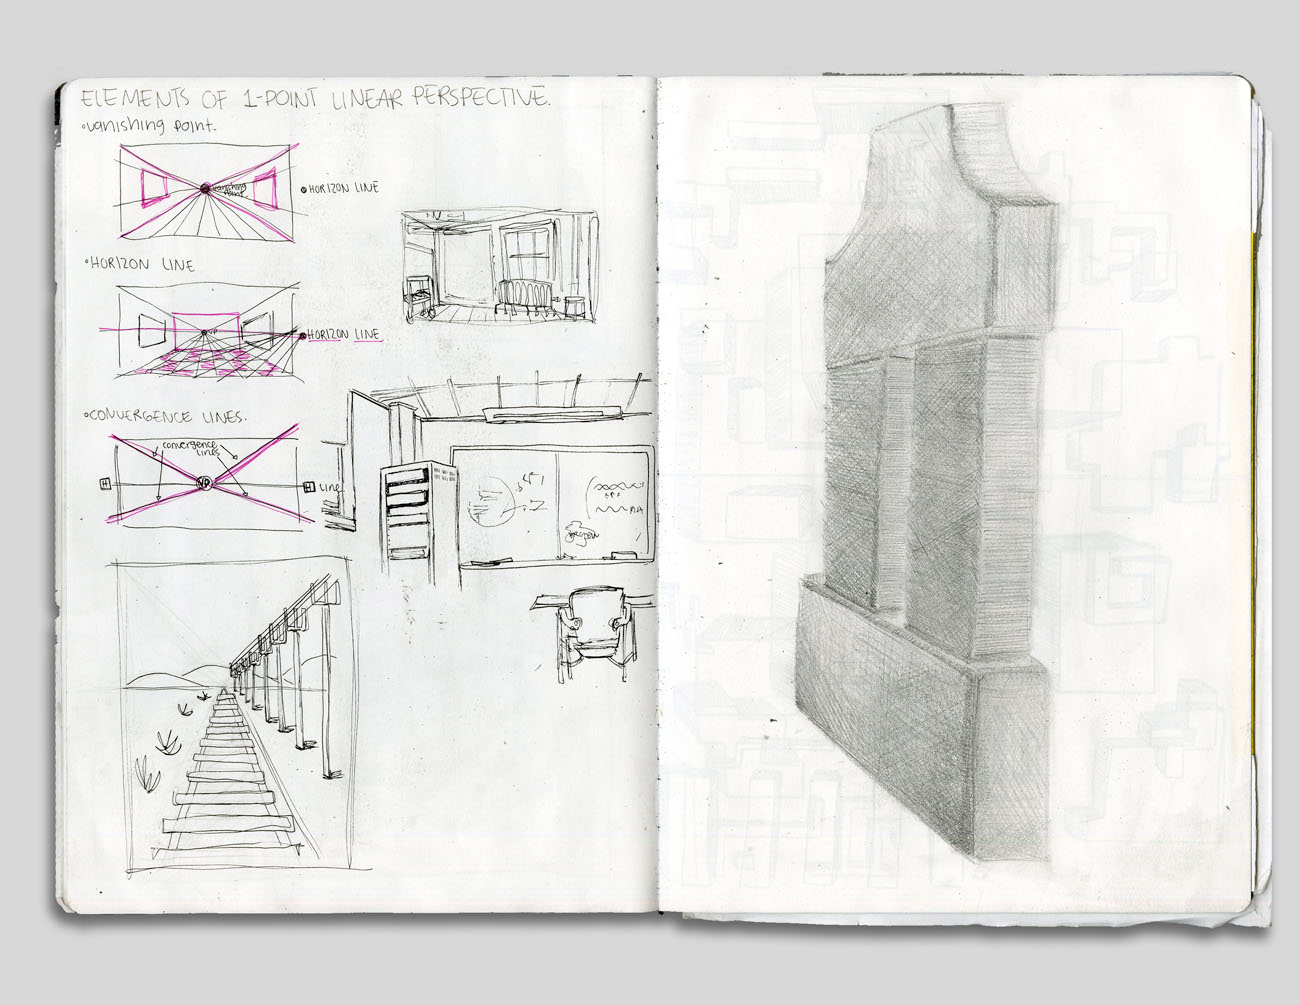 ELEMENTS OF 1-POINT LINEAR PERSPECTIVE.
•vanishing point.
vanishing
point
•HORIZON LINE
•HORIZON LINE
VP
•HORIZON LINE
•CONVERGENCE LINES.
convergence
lines
H
VP
H LINE